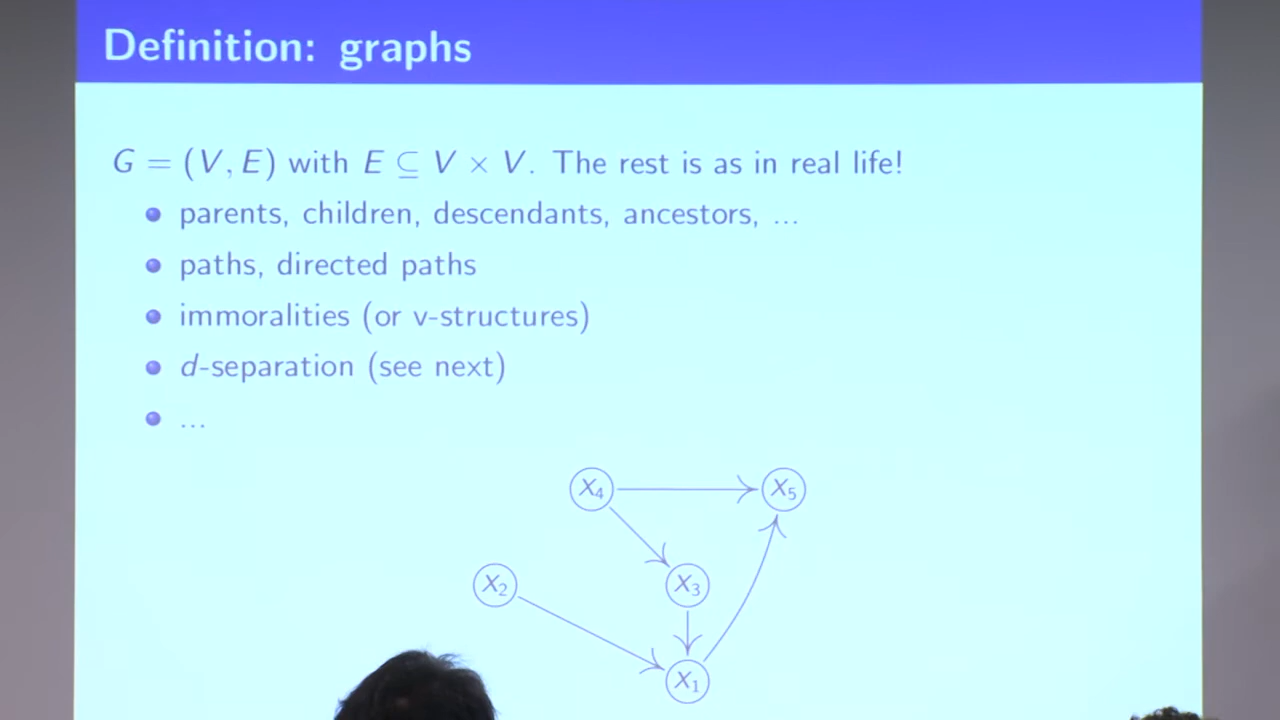 Definition: graphs
G = (V, E) with E ⊆ V × V. The rest is as in real life!
parents, children, descendants, ancestors, ...
paths, directed paths
immoralities (or v-structures)
d-separation (see next)
...
X₄ X₅
X₂ X₃
X₁